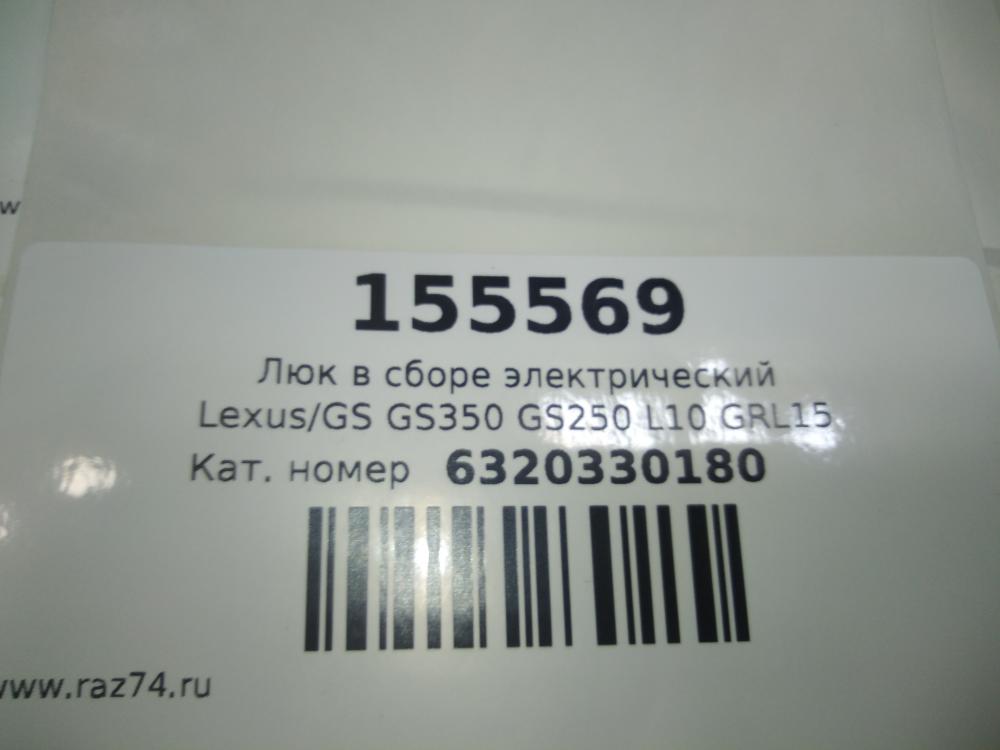 w
155569
Люк в сборе электрический
Lexus/GS GS350 GS250 L10 GRL15
Кат. номер 6320330180
www.raz74.ru